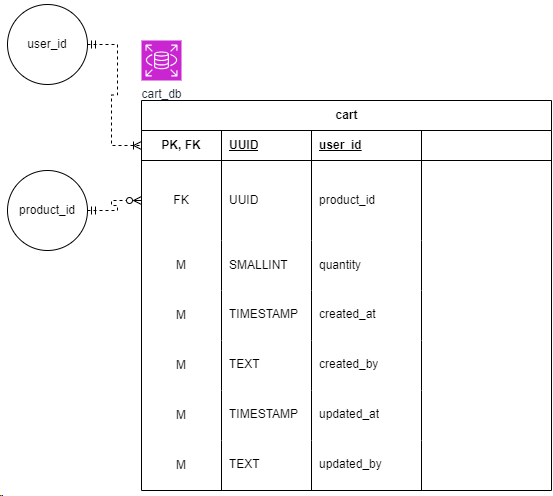 user_id
cart_db
cart
PK, FK UUID user_id
product_id
FK UUID product_id
M SMALLINT quantity
M TIMESTAMP created_at
M TEXT created_by
M TIMESTAMP updated_at
M TEXT updated_by